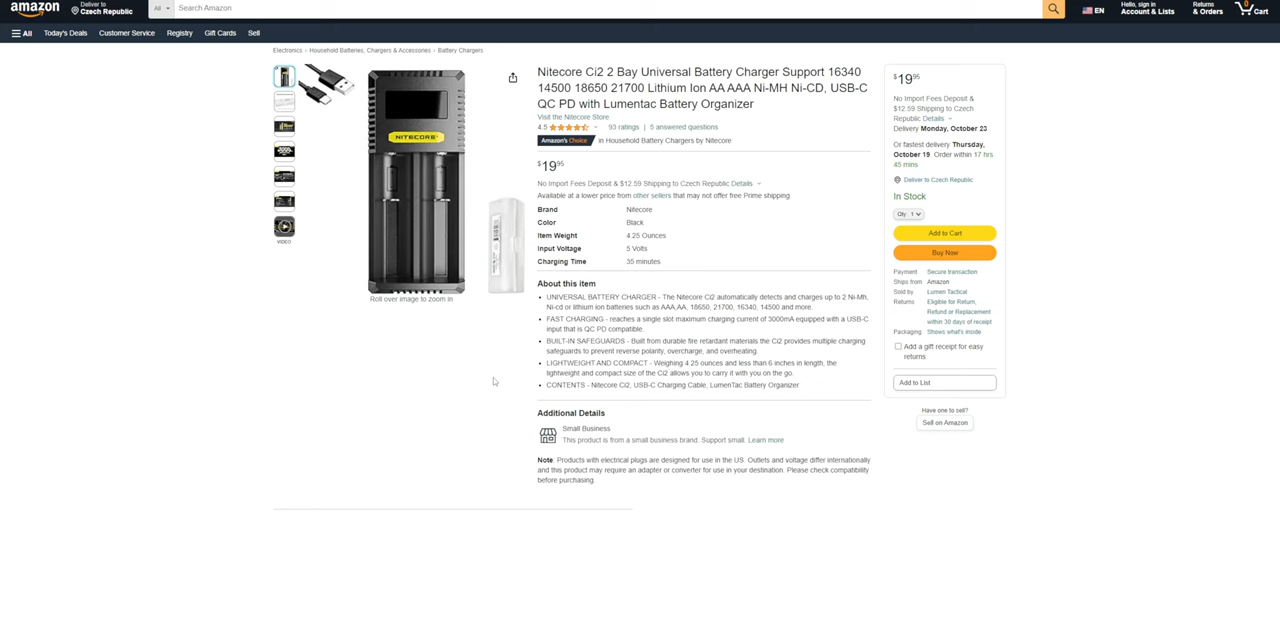 amazon
Deliver to
Czech Republic
All
Search Amazon
EN
Hello, sign in
Account & Lists
Returns
& Orders
0
Cart
All
Today's Deals
Customer Service
Registry
Gift Cards
Sell
Electronics › Household Batteries, Chargers & Accessories › Battery Chargers
NITECORE
VIDEO
Roll over image to zoom in
Nitecore Ci2 2 Bay Universal Battery Charger Support 16340
14500 18650 21700 Lithium Ion AA AAA Ni-MH Ni-CD, USB-C
QC PD with Lumentac Battery Organizer
Visit the Nitecore Store
4.5 93 ratings | 5 answered questions
Amazon's Choice in Household Battery Chargers by Nitecore
$1995
No Import Fees Deposit & $12.59 Shipping to Czech Republic Details
Available at a lower price from other sellers that may not offer free Prime shipping.
Brand Nitecore
Color Black
Item Weight 4.25 Ounces
Input Voltage 5 Volts
Charging Time 35 minutes
About this item
• UNIVERSAL BATTERY CHARGER - The Nitecore Ci2 automatically detects and charges up to 2 Ni-Mh,
Ni-cd or lithium ion batteries such as AAA,AA, 18650, 21700, 16340, 14500 and more.
• FAST CHARGING - reaches a single slot maximum charging current of 3000mA equipped with a USB-C
input that is QC PD compatible.
• BUILT-IN SAFEGUARDS - Built from durable fire retardant materials the Ci2 provides multiple charging
safeguards to prevent reverse polarity, overcharge, and overheating.
• LIGHTWEIGHT AND COMPACT - Weighing 4.25 ounces and less than 6 inches in length, the
lightweight and compact size of the Ci2 allows you to carry it with you on the go.
• CONTENTS - Nitecore Ci2, USB-C Charging Cable, LumenTac Battery Organizer
Additional Details
Small Business
This product is from a small business brand. Support small. Learn more
Note: Products with electrical plugs are designed for use in the US. Outlets and voltage differ internationally
and this product may require an adapter or converter for use in your destination. Please check compatibility
before purchasing.
$1995
No Import Fees Deposit &
$12.59 Shipping to Czech
Republic Details
Delivery Monday, October 23
Or fastest delivery Thursday,
October 19. Order within 17 hrs
45 mins
Deliver to Czech Republic
In Stock
Qty: 1
Add to Cart
Buy Now
Payment Secure transaction
Ships from Amazon
Sold by Lumen Tactical
Returns Eligible for Return,
Refund or Replacement
within 30 days of receipt
Packaging Shows what's inside
Add a gift receipt for easy
returns
Add to List
Have one to sell?
Sell on Amazon